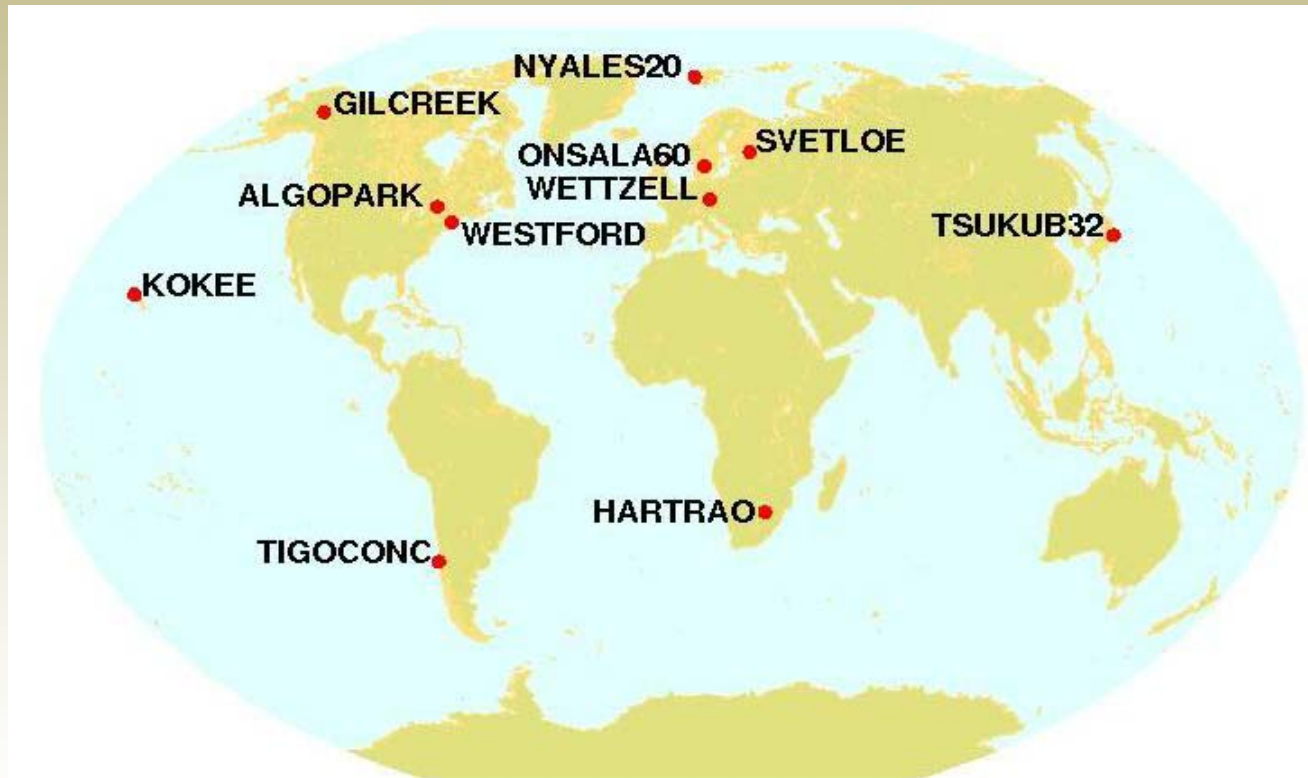 NYALES20
GILCREEK
SVETLOE
ONSALA60
WETTZELL
ALGOPARK
WESTFORD
TSUKUB32
KOKEE
HARTRAO
TIGOCONC